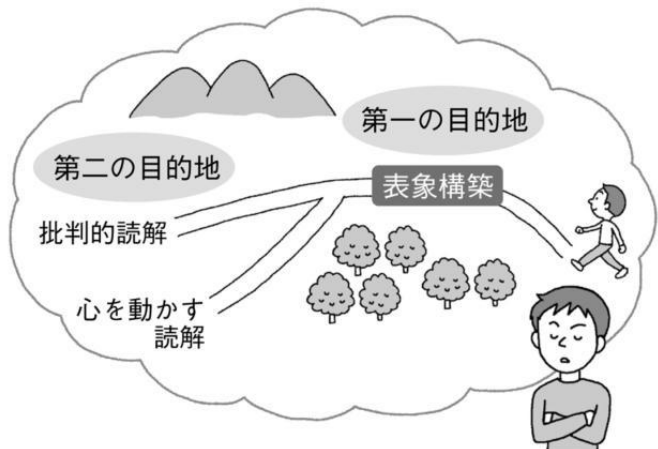 第一の目的地
第二の目的地
表象構築
批判的読解
心を動かす
読解